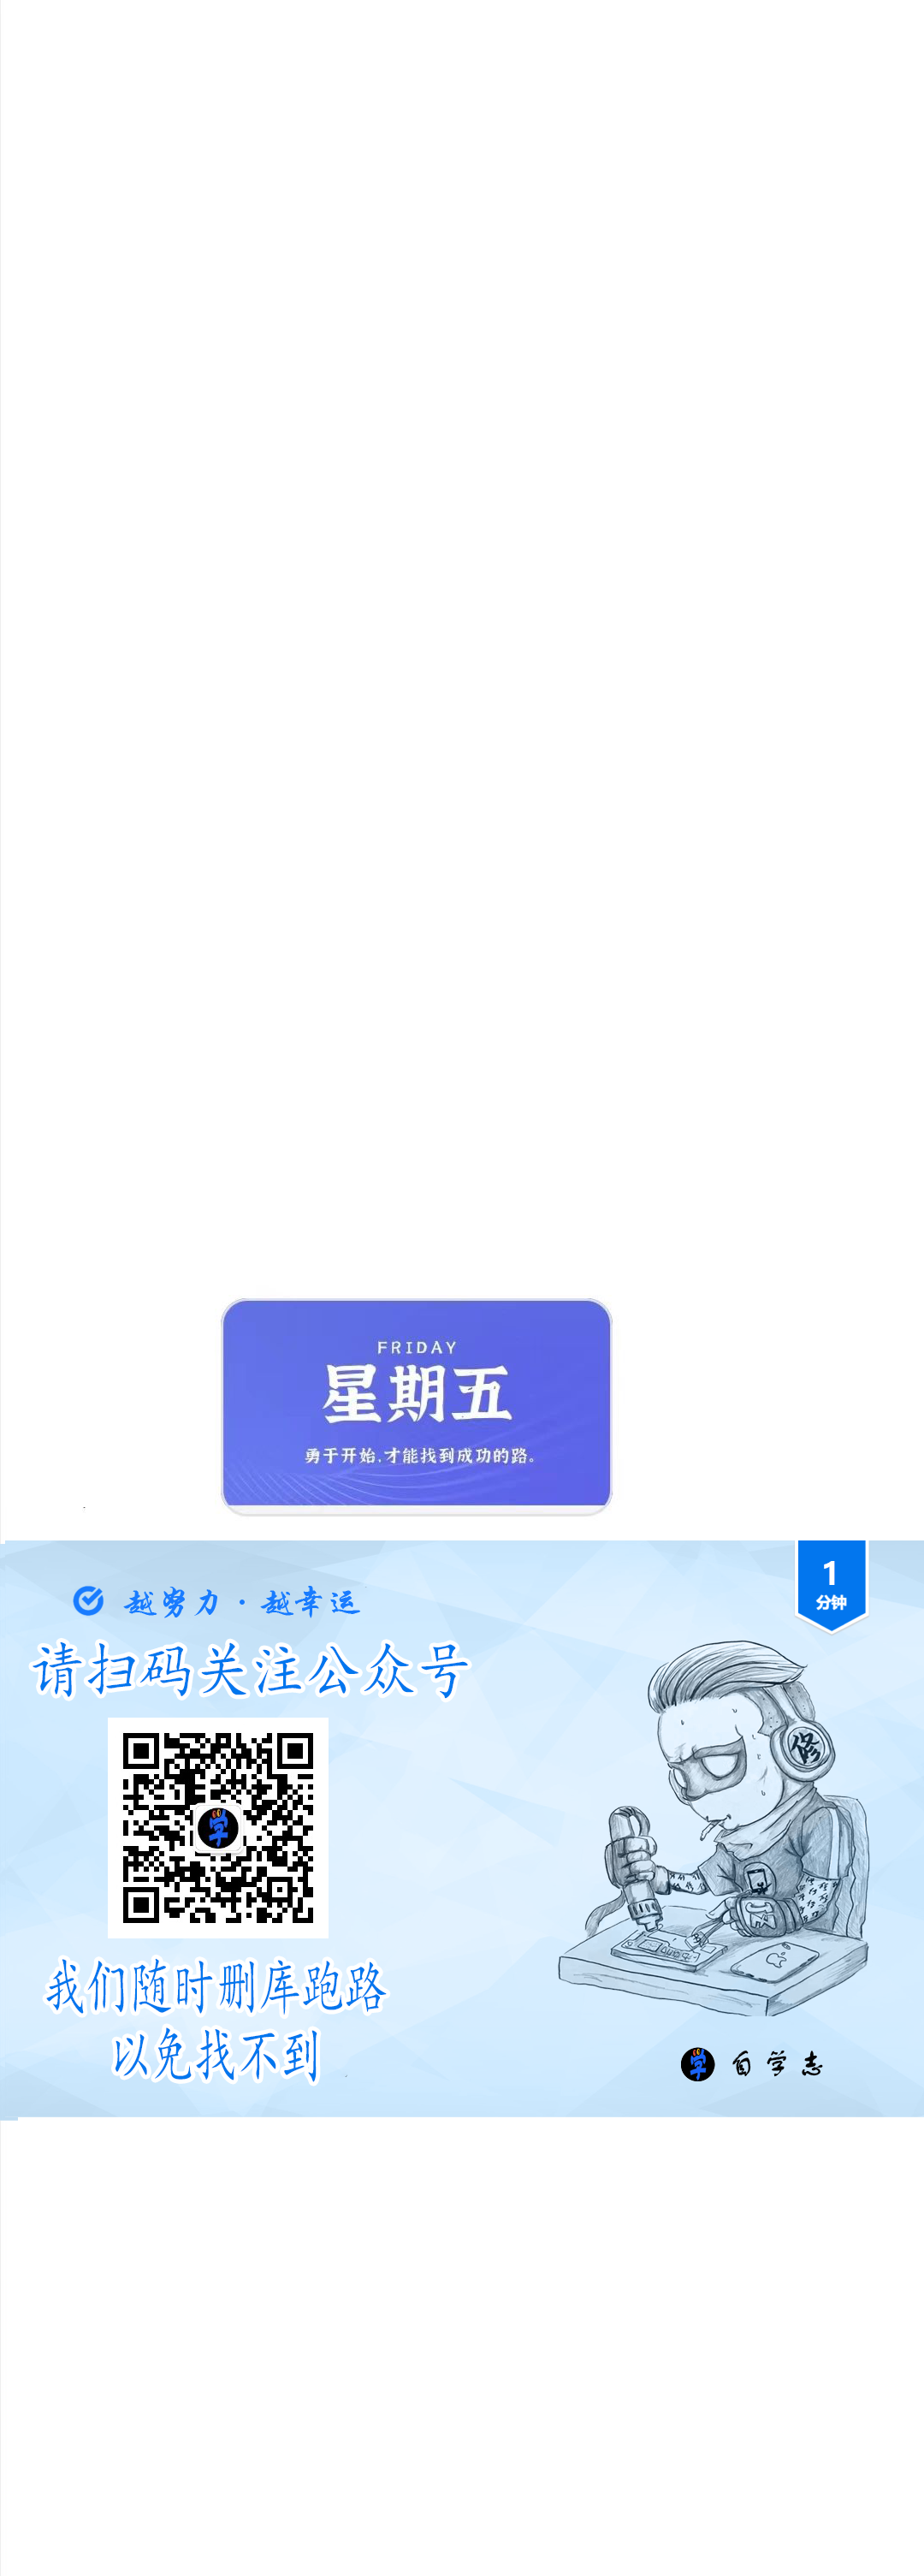 FRIDAY
星期五
勇于开始,才能找到成功的路。
1
分钟
越努力·越幸运
请扫码关注公众号
学
修
我们随时删库跑路
以免找不到
学 自学志